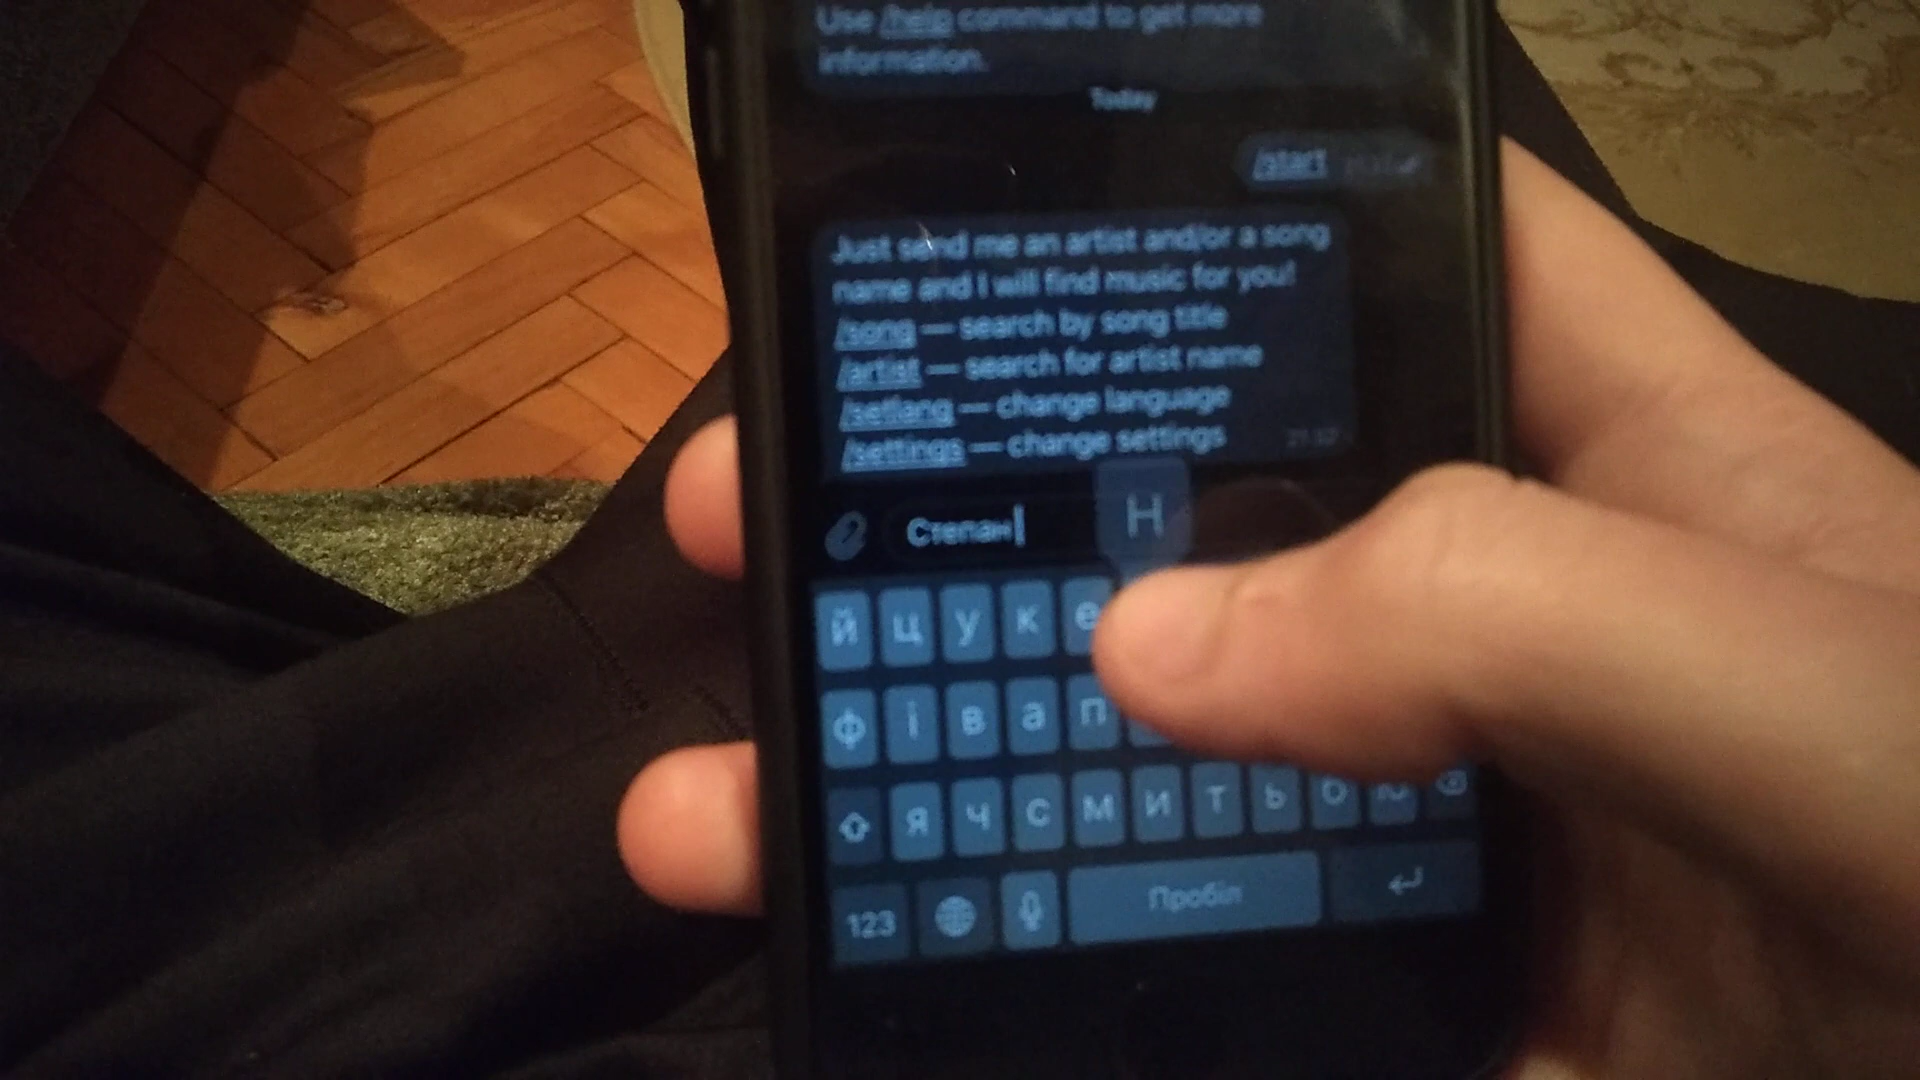 Use /help command to get more
information.
Today
/start
Just send me an artist and/or a song
name and I will find music for you!
/song — search by song title
/artist — search for artist name
/setlang — change language
/settings — change settings
Степан
Н
й ц у к е
ф і в а п
я ч с м и т ь б ю
123 Пробіл